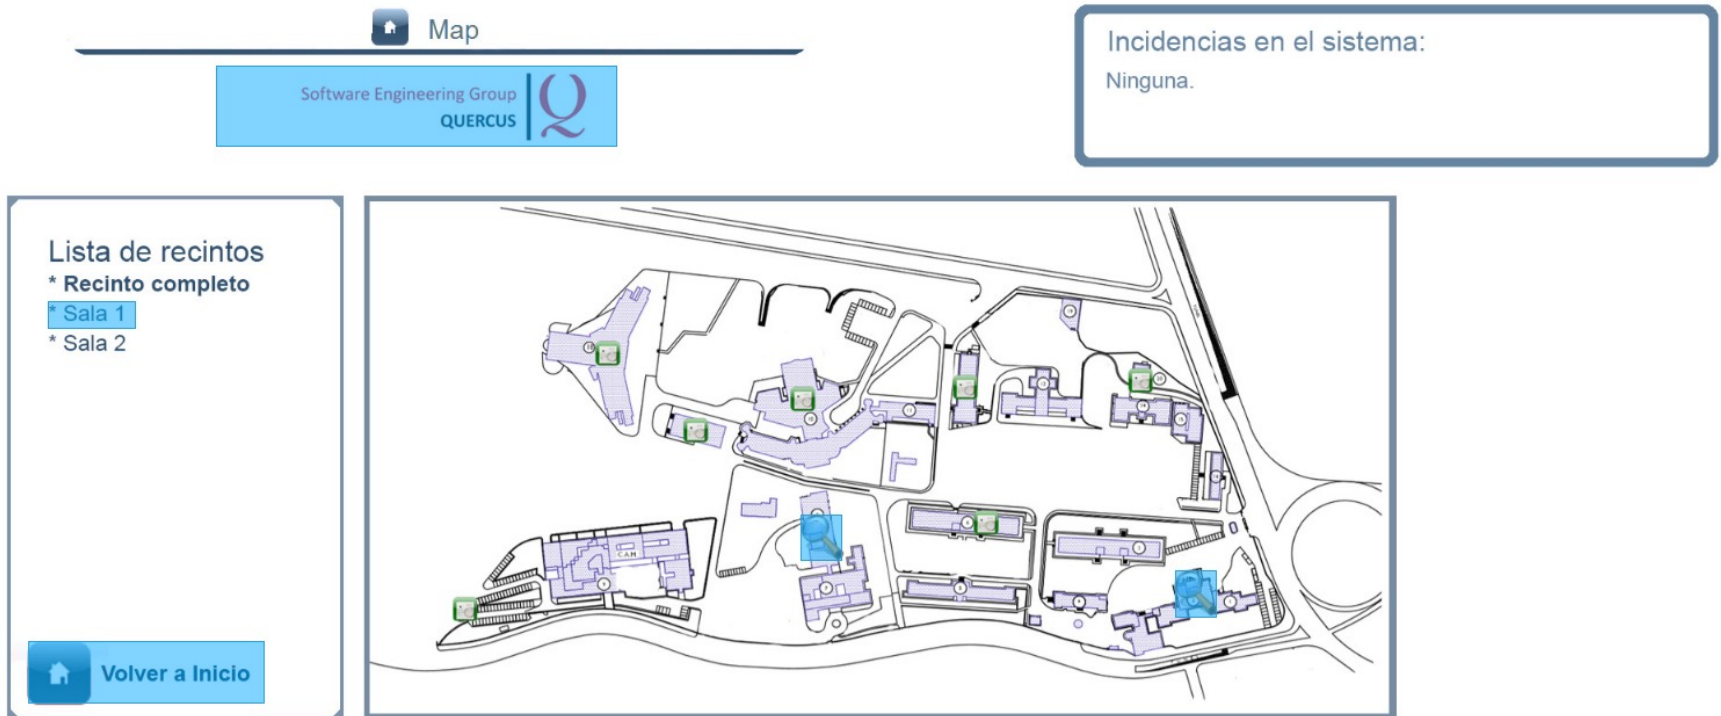 Map
Incidencias en el sistema:
Ninguna.
Software Engineering Group
QUERCUS
Lista de recintos
* Recinto completo
* Sala 1
* Sala 2
C.A.M
Volver a Inicio